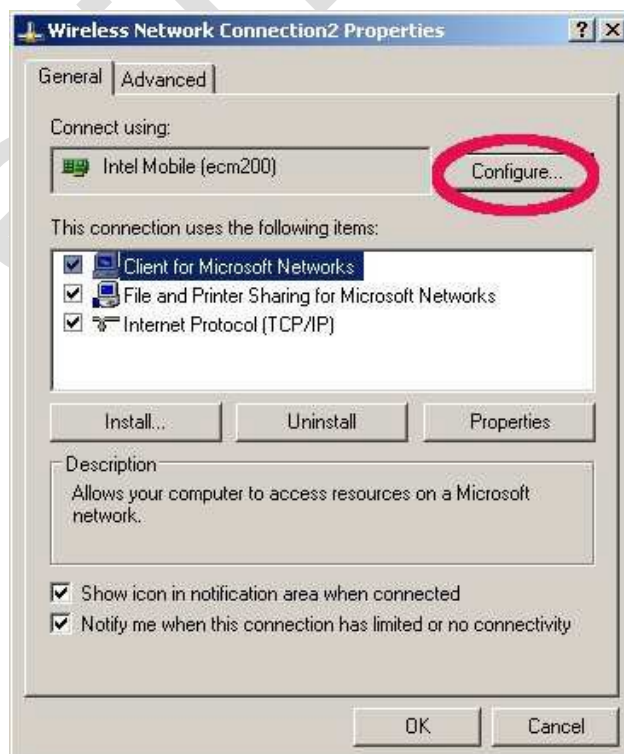 Wireless Network Connection2 Properties
General
Advanced
Connect using:
Intel Mobile (ecm200)
Configure...
This connection uses the following items:
Client for Microsoft Networks
File and Printer Sharing for Microsoft Networks
Internet Protocol (TCP/IP)
Install...
Uninstall
Properties
Description
Allows your computer to access resources on a Microsoft
network.
Show icon in notification area when connected
Notify me when this connection has limited or no connectivity
OK
Cancel